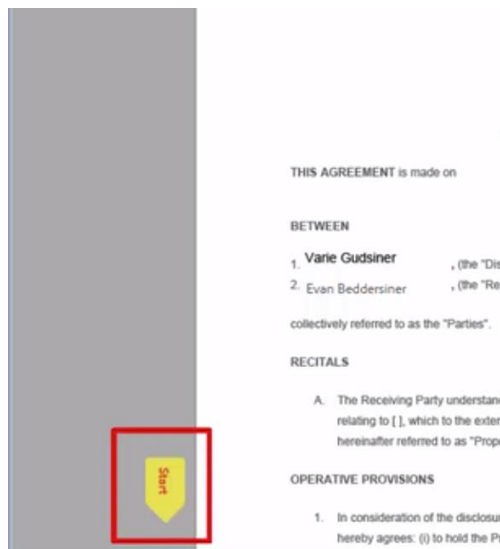 THIS AGREEMENT is made on
BETWEEN
1. Varie Gudsiner , (the "Dis
2. Evan Beddersiner , (the "Re
collectively referred to as the "Parties".
RECITALS
A. The Receiving Party understan
relating to [ ], which to the exter
hereinafter referred to as "Prop
OPERATIVE PROVISIONS
1. In consideration of the disclosur
hereby agrees: (i) to hold the P
Start